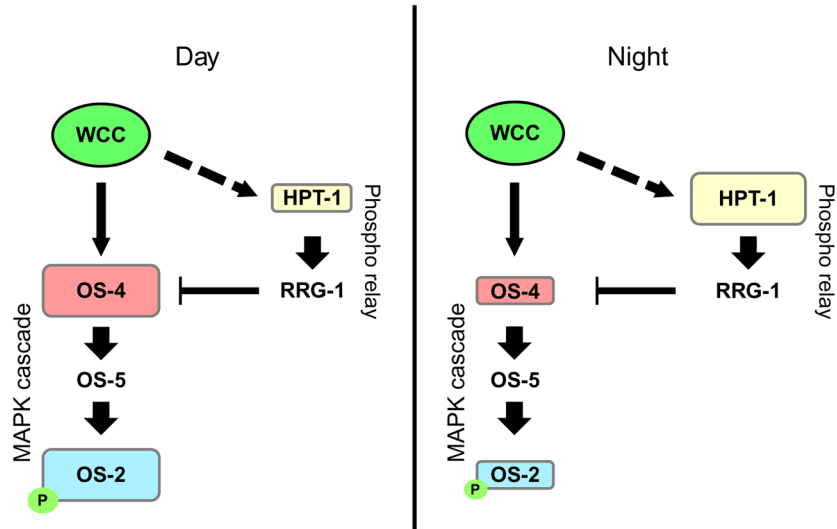 Day
WCC
HPT-1
Phospho relay
OS-4
RRG-1
MAPK cascade
OS-5
OS-2
P
Night
WCC
HPT-1
Phospho relay
OS-4
RRG-1
MAPK cascade
OS-5
OS-2
P